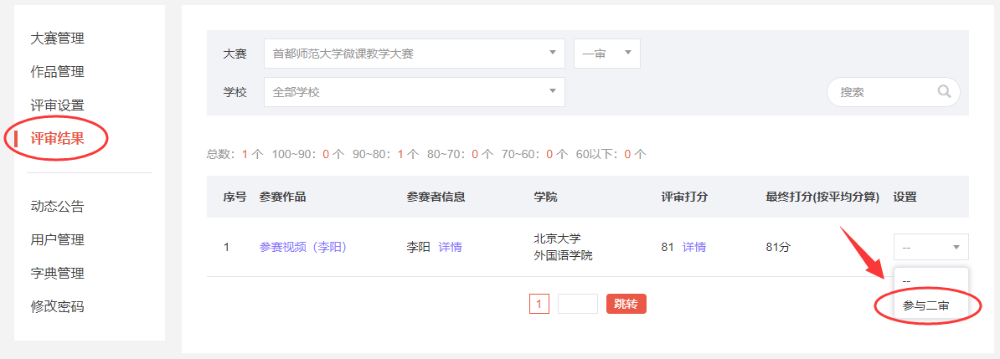 大赛管理
作品管理
评审设置
评审结果
动态公告
用户管理
字典管理
修改密码
大赛 首都师范大学微课教学大赛 一审
学校 全部学校 搜索
总数：1 个 100~90：0 个 90~80：1 个 80~70：0 个 70~60：0 个 60以下：0 个
序号 参赛作品 参赛者信息 学院 评审打分 最终打分(按平均分算) 设置
1 参赛视频（李阳） 李阳 详情 北京大学 81 详情 81分 --
外国语学院
--
参与二审
1 跳转